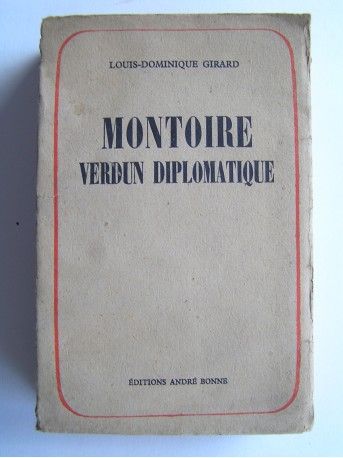 LOUIS-DOMINIQUE GIRARD
MONTOIRE
VERDUN DIPLOMATIQUE
ÉDITIONS ANDRÉ BONNE